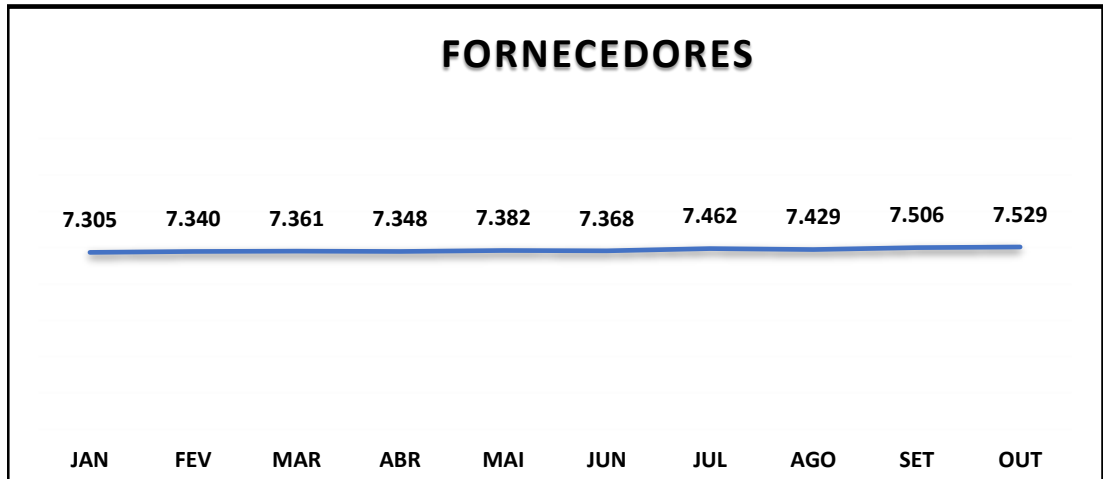 FORNECEDORES
7.305 7.340 7.361 7.348 7.382 7.368 7.462 7.429 7.506 7.529
JAN FEV MAR ABR MAI JUN JUL AGO SET OUT